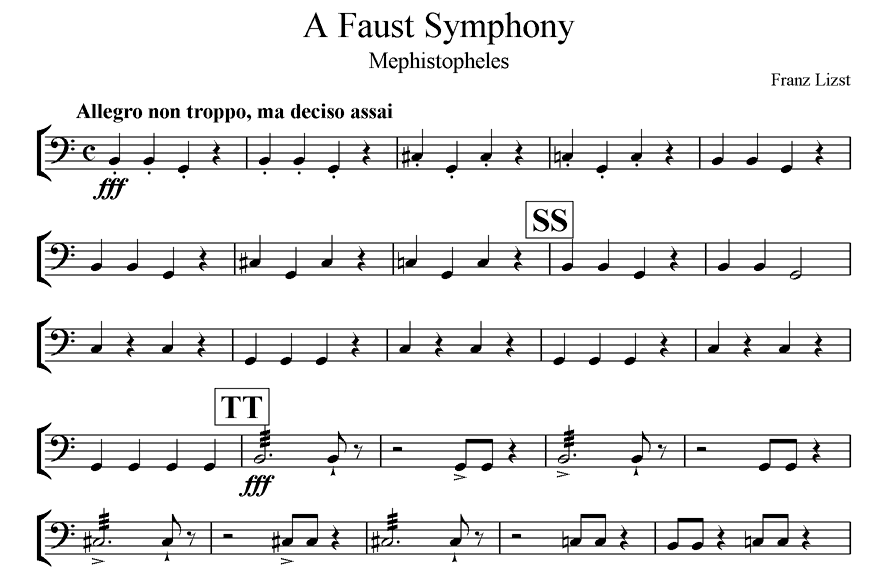 A Faust Symphony
Mephistopheles
Franz Lizst
Allegro non troppo, ma deciso assai
fff
SS
TT
fff